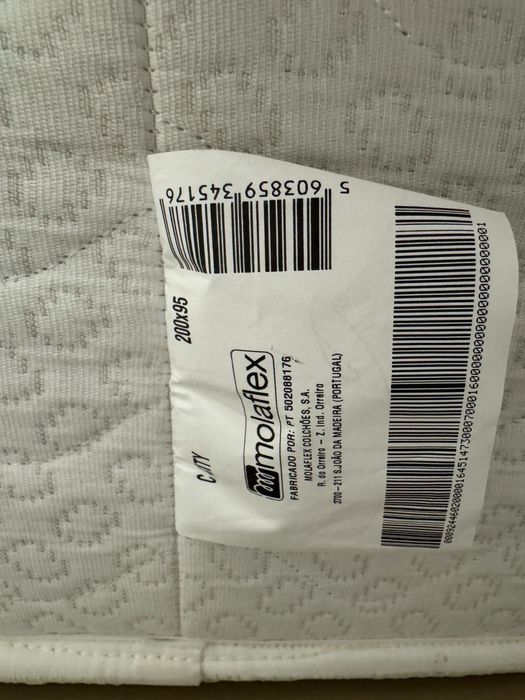 5 603859 345176
200x95
molaflex
FABRICADO POR: PT 502088176
MOLAFLEX COLCHÕES, S.A.
R. do Orreiro - Z. Ind. Orreiro
3700-211 S.JOÃO DA MADEIRA (PORTUGAL)